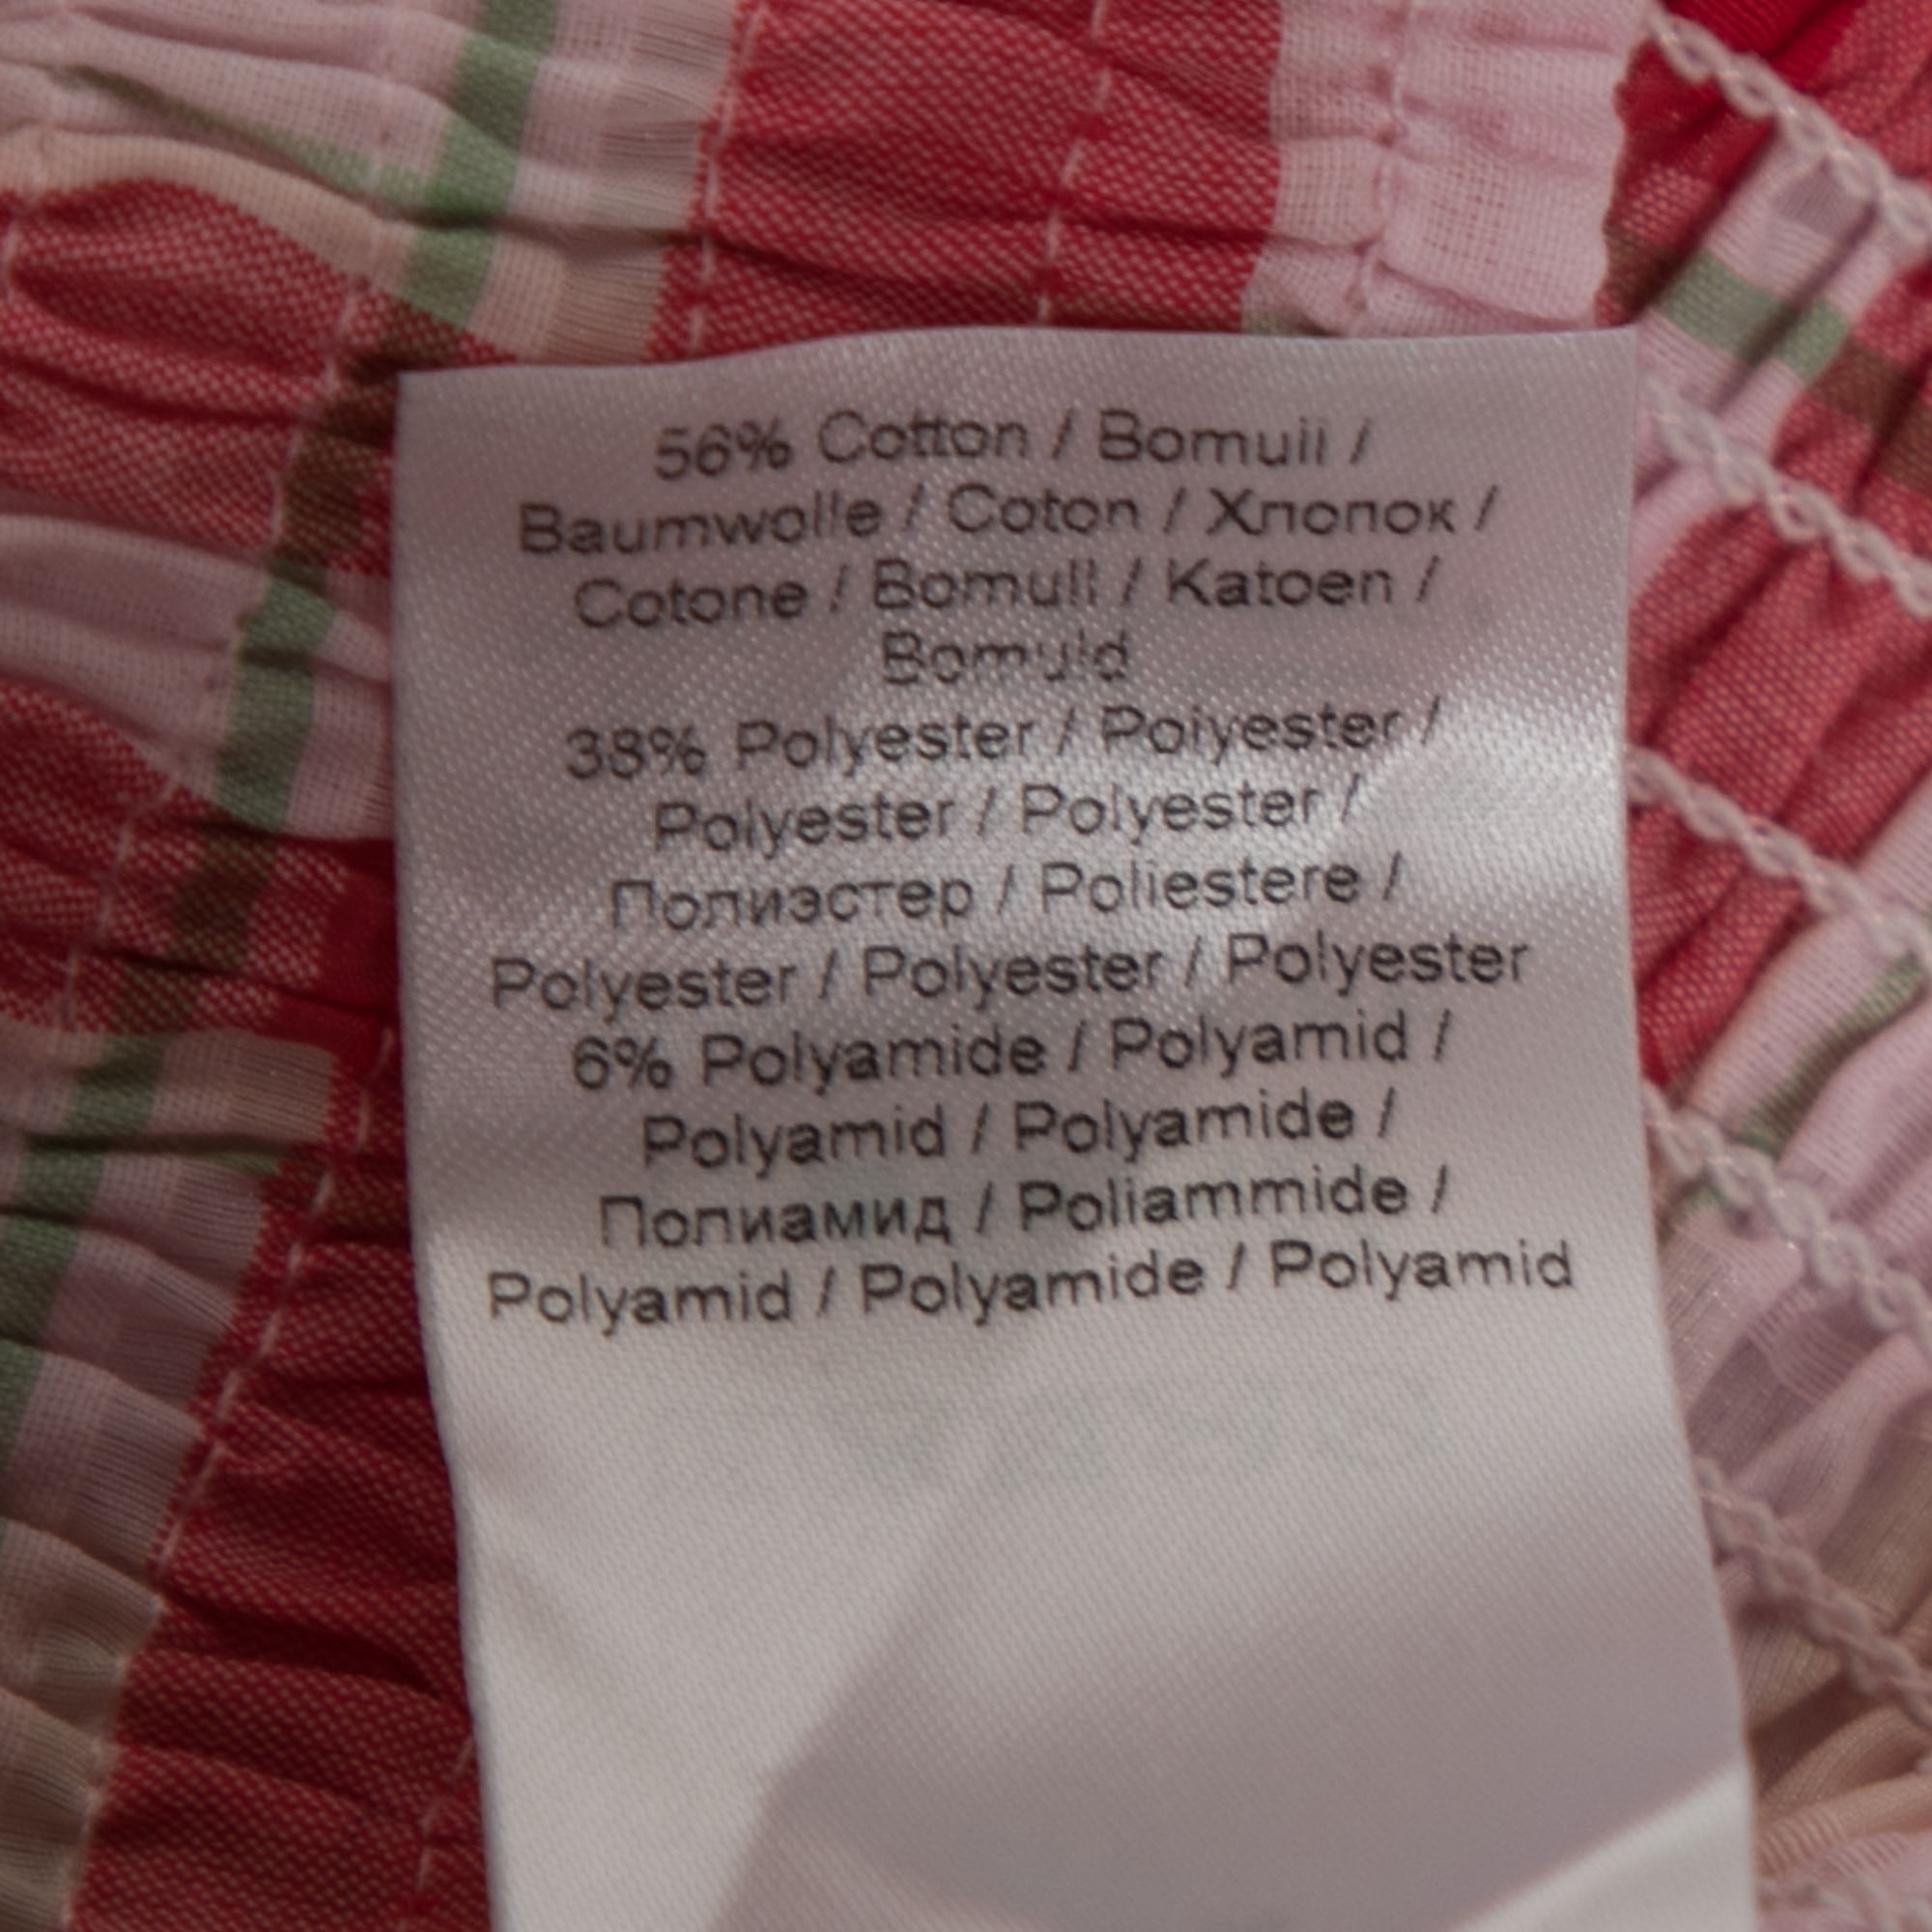 56% Cotton / Bomull /
Baumwolle / Coton / Хлопок /
Cotone / Bomull / Katoen /
Bomuld
38% Polyester / Polyester /
Polyester / Polyester /
Полиэстер / Poliestere /
Polyester / Polyester / Polyester
6% Polyamide / Polyamid /
Polyamid / Polyamide /
Полиамид / Poliammide /
Polyamid / Polyamide / Polyamid